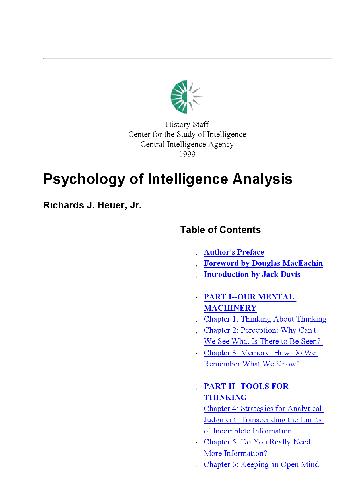 History Staff
Center for the Study of Intelligence
Central Intelligence Agency
1999
Psychology of Intelligence Analysis
Richards J. Heuer, Jr.
Table of Contents
Author's Preface
Foreword by Douglas MacEachin
Introduction by Jack Davis
PART I--OUR MENTAL
MACHINERY
Chapter 1: Thinking About Thinking
Chapter 2: Perception: Why Can't
We See What Is There to Be Seen?
Chapter 3: Memory: How Do We
Remember What We Know?
PART II--TOOLS FOR
THINKING
Chapter 4: Strategies for Analytical
Judgment: Transcending the Limits
of Incomplete Information
Chapter 5: Do You Really Need
More Information?
Chapter 6: Keeping an Open Mind